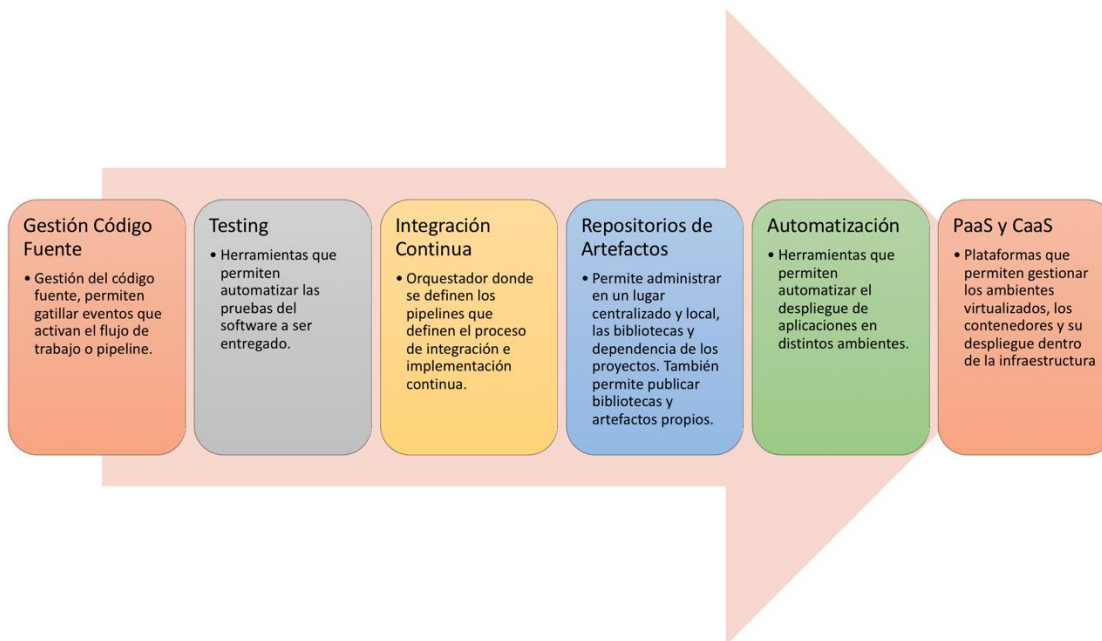 Gestión Código
Fuente
• Gestión del código
fuente, permiten
gatillar eventos que
activan el flujo de
trabajo o pipeline.
Testing
• Herramientas que
permiten
automatizar las
pruebas del
software a ser
entregado.
Integración
Continua
• Orquestador donde
se definen los
pipelines que
definen el proceso
de integración e
implementación
continua.
Repositorios de
Artefactos
• Permite administrar
en un lugar
centralizado y local,
las bibliotecas y
dependencia de los
proyectos. También
permite publicar
bibliotecas y
artefactos propios.
Automatización
• Herramientas que
permiten
automatizar el
despliegue de
aplicaciones en
distintos ambientes.
PaaS y CaaS
• Plataformas que
permiten gestionar
los ambientes
virtualizados, los
contenedores y su
despliegue dentro
de la infraestructura